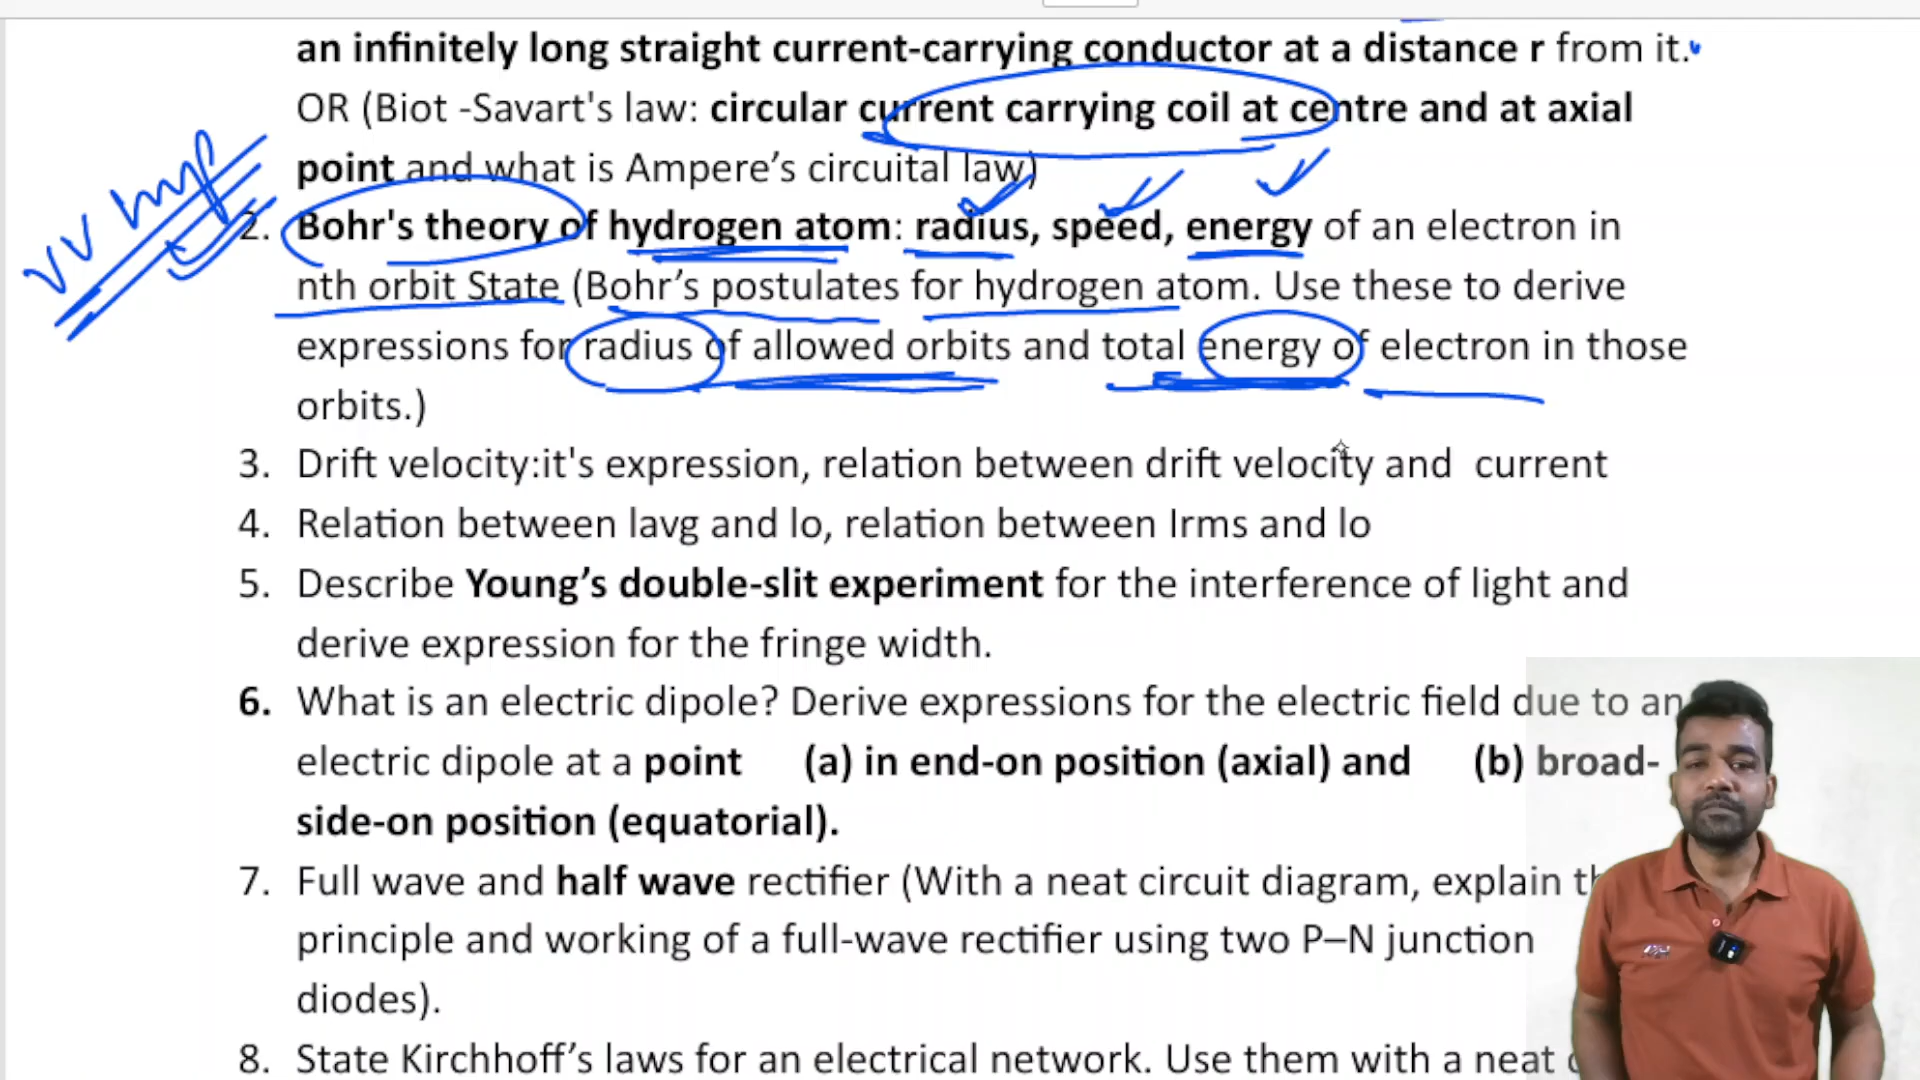 an infinitely long straight current-carrying conductor at a distance r from it.
OR (Biot -Savart's law: circular current carrying coil at centre and at axial
point and what is Ampere’s circuital law)
vv imp
2. Bohr's theory of hydrogen atom: radius, speed, energy of an electron in
nth orbit State (Bohr’s postulates for hydrogen atom. Use these to derive
expressions for radius of allowed orbits and total energy of electron in those
orbits.)
3. Drift velocity:it's expression, relation between drift velocity and current
4. Relation between Iavg and Io, relation between Irms and Io
5. Describe Young’s double-slit experiment for the interference of light and
derive expression for the fringe width.
6. What is an electric dipole? Derive expressions for the electric field due to an
electric dipole at a point (a) in end-on position (axial) and (b) broad-
side-on position (equatorial).
7. Full wave and half wave rectifier (With a neat circuit diagram, explain
principle and working of a full-wave rectifier using two P–N junction
diodes).
8. State Kirchhoff’s laws for an electrical network. Use them with a neat